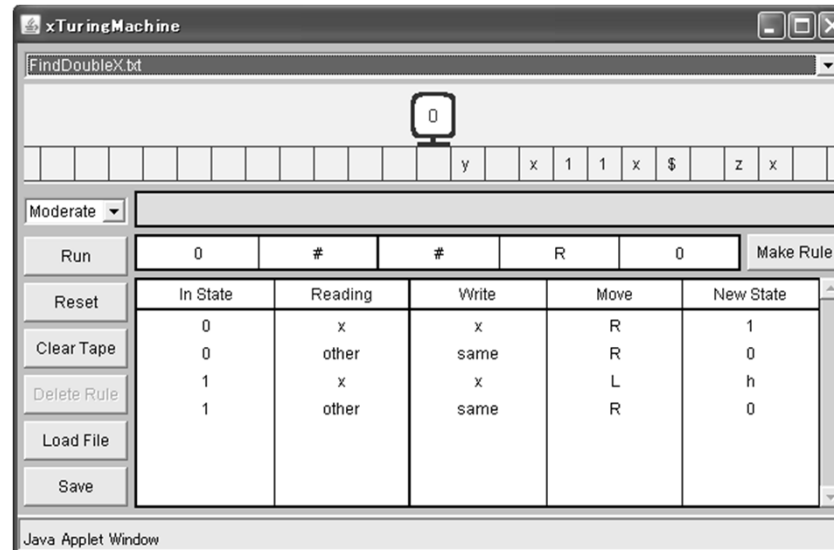 xTuringMachine
FindDoubleX.txt
0
y x 1 1 x $ z x
Moderate
Run 0 # # R 0 Make Rule
Reset In State Reading Write Move New State
0 x x R 1
Clear Tape 0 other same R 0
Delete Rule 1 x x L h
1 other same R 0
Load File
Save
Java Applet Window